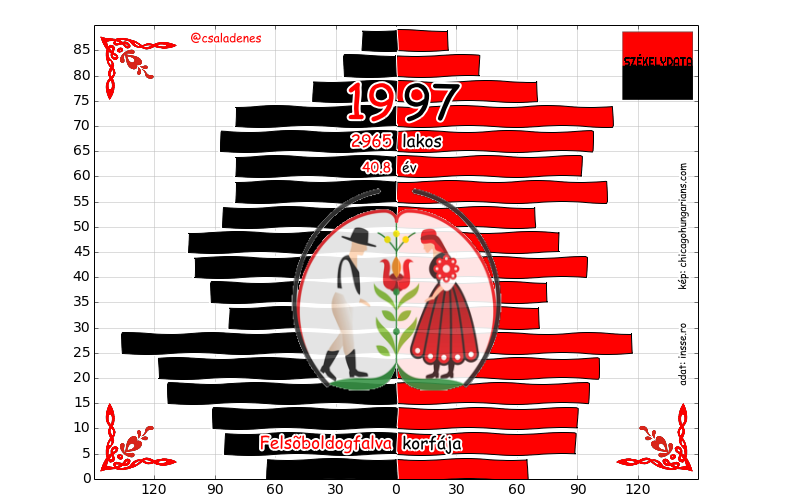 @csaladenes
SZÉKELYDATA
1997
2965 lakos
40.8 év
kép: chicagohungarians.com
adat: insse.ro
Felsõboldogfalva korfája
85
80
75
70
65
60
55
50
45
40
35
30
25
20
15
10
5
0
120 90 60 30 0 30 60 90 120